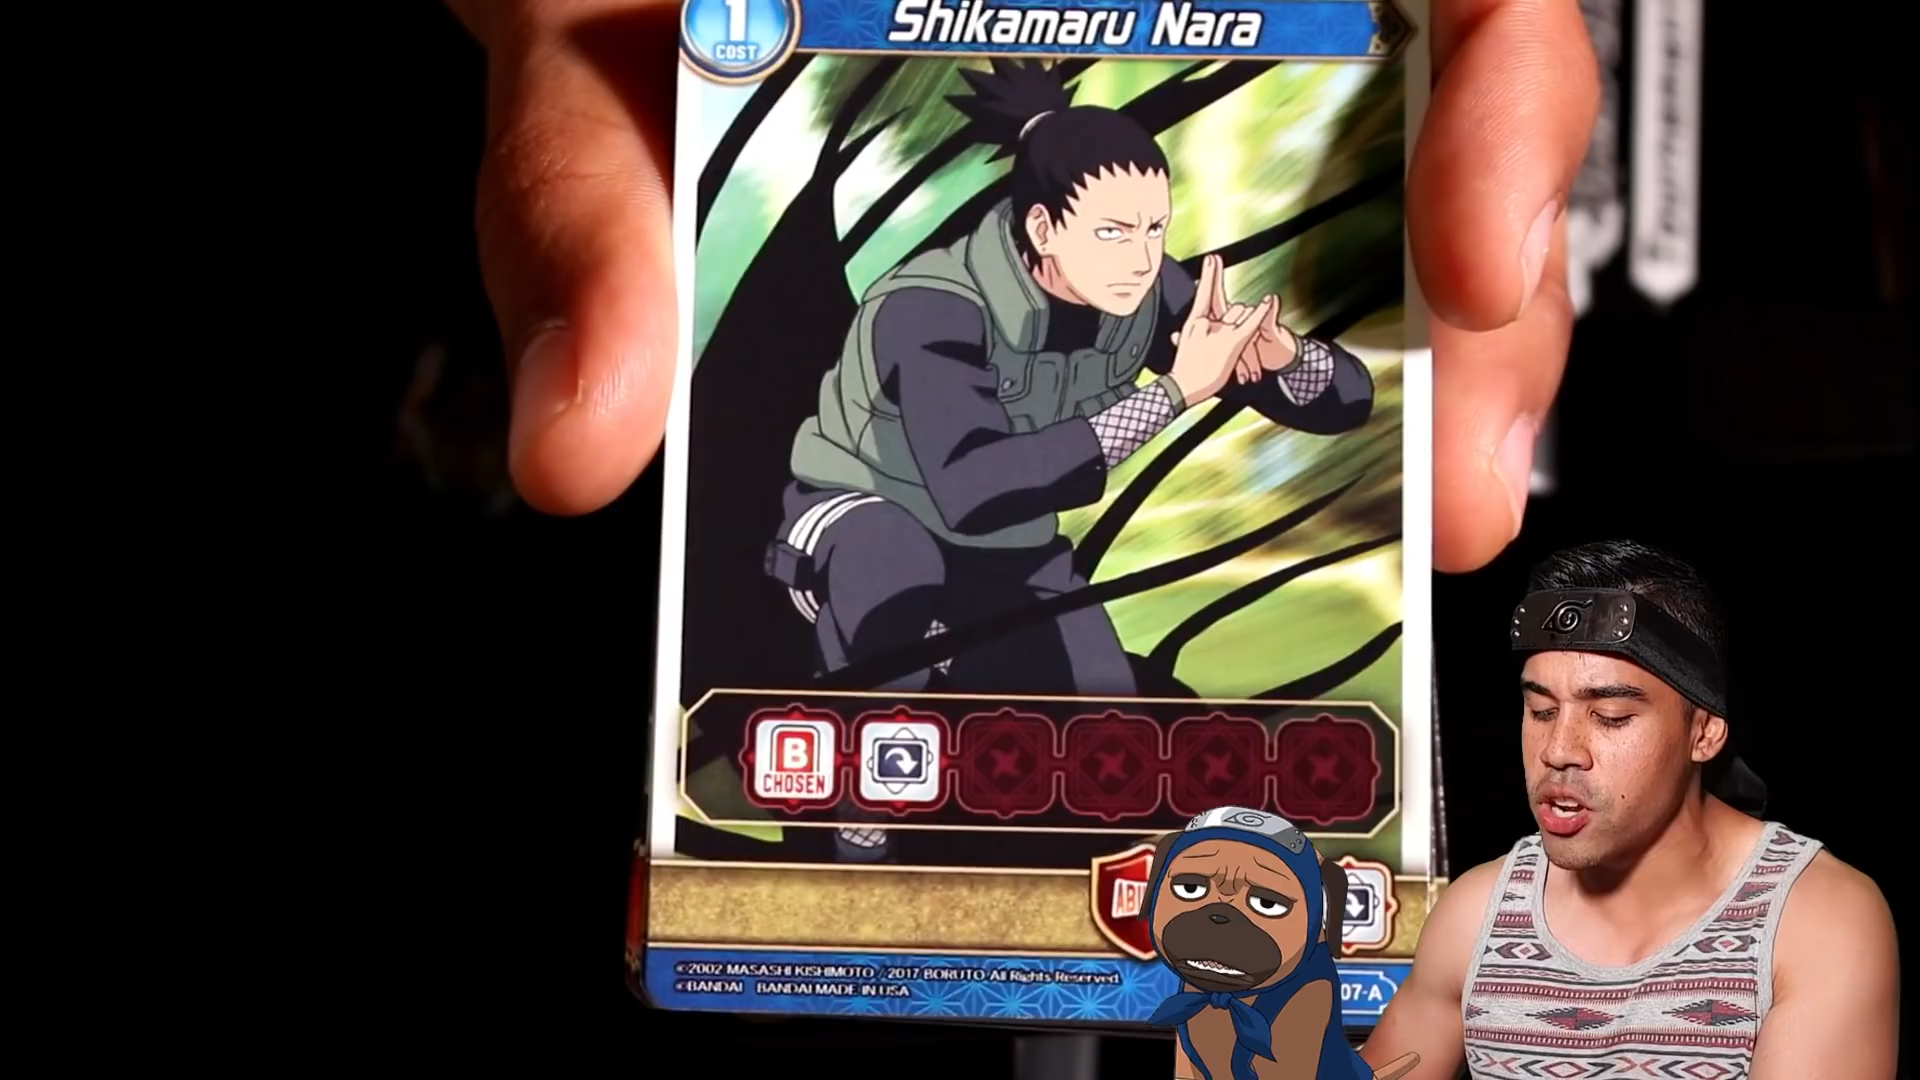 1
COST
Shikamaru Nara
B
CHOSEN
©2002 MASASHI KISHIMOTO / 2017 BORUTO All Rights Reserved
©BANDAI BANDAI MADE IN USA
07-A